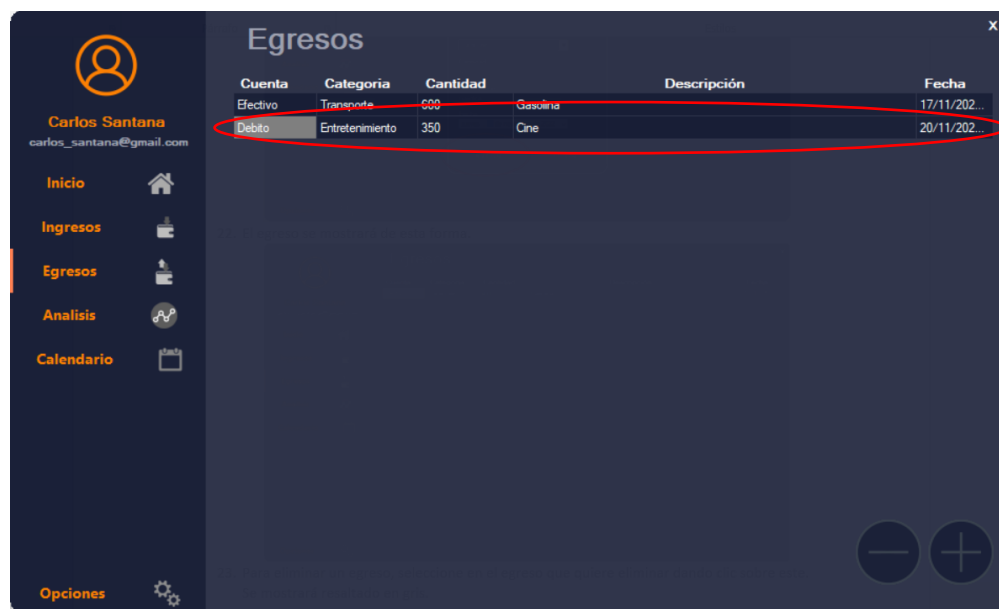 x
Egresos
Carlos Santana
carlos_santana@gmail.com
Inicio
Ingresos
Egresos
Analisis
Calendario
Opciones
Cuenta Categoria Cantidad Descripción Fecha
Efectivo Transporte 600 Gasolina 17/11/202...
Debito Entretenimiento 350 Cine 20/11/202...